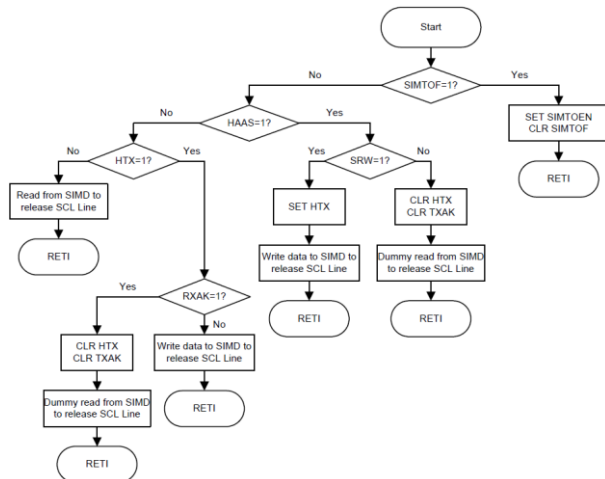 Start
No
SIMTOF=1?
Yes
No
HAAS=1?
Yes
SET SIMTOEN
CLR SIMTOF
No
HTX=1?
Yes
Yes
SRW=1?
No
RETI
Read from SIMD to
release SCL Line
SET HTX
CLR HTX
CLR TXAK
RETI
Write data to SIMD to
release SCL Line
Dummy read from SIMD
to release SCL Line
Yes
RXAK=1?
No
RETI
RETI
CLR HTX
CLR TXAK
Write data to SIMD to
release SCL Line
Dummy read from SIMD
to release SCL Line
RETI
RETI